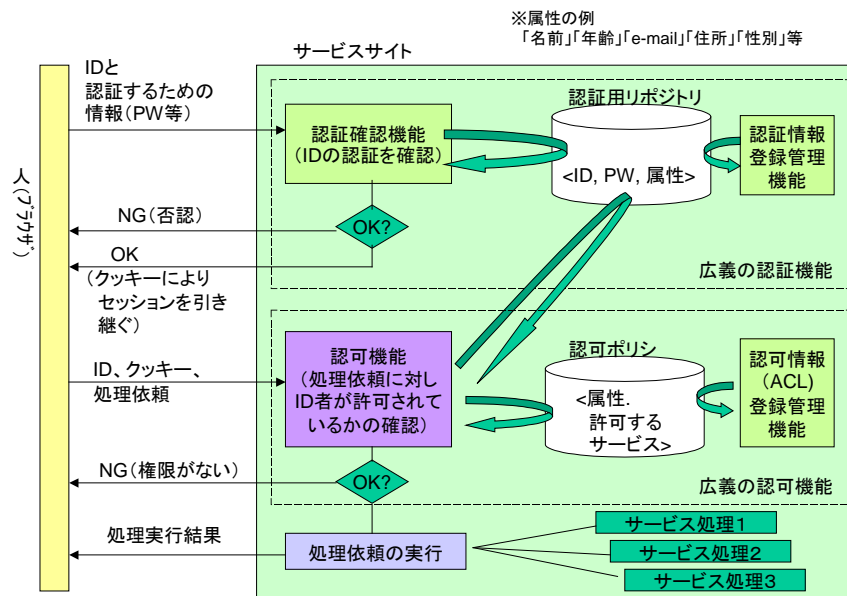 ※属性の例
「名前」「年齢」「e-mail」「住所」「性別」等
サービスサイト
IDと
認証するための
情報(PW等)
認証確認機能
(IDの認証を確認)
認証用リポジトリ
<ID, PW, 属性>
認証情報
登録管理
機能
人(ブラウザ)
NG(否認)
OK?
OK
(クッキーにより
セッションを引き
継ぐ)
広義の認証機能
ID、クッキー、
処理依頼
認可機能
(処理依頼に対し
ID者が許可されて
いるかの確認)
認可ポリシ
<属性.
許可する
サービス>
認可情報
(ACL)
登録管理
機能
NG(権限がない)
OK?
広義の認可機能
処理実行結果
処理依頼の実行
サービス処理1
サービス処理2
サービス処理3